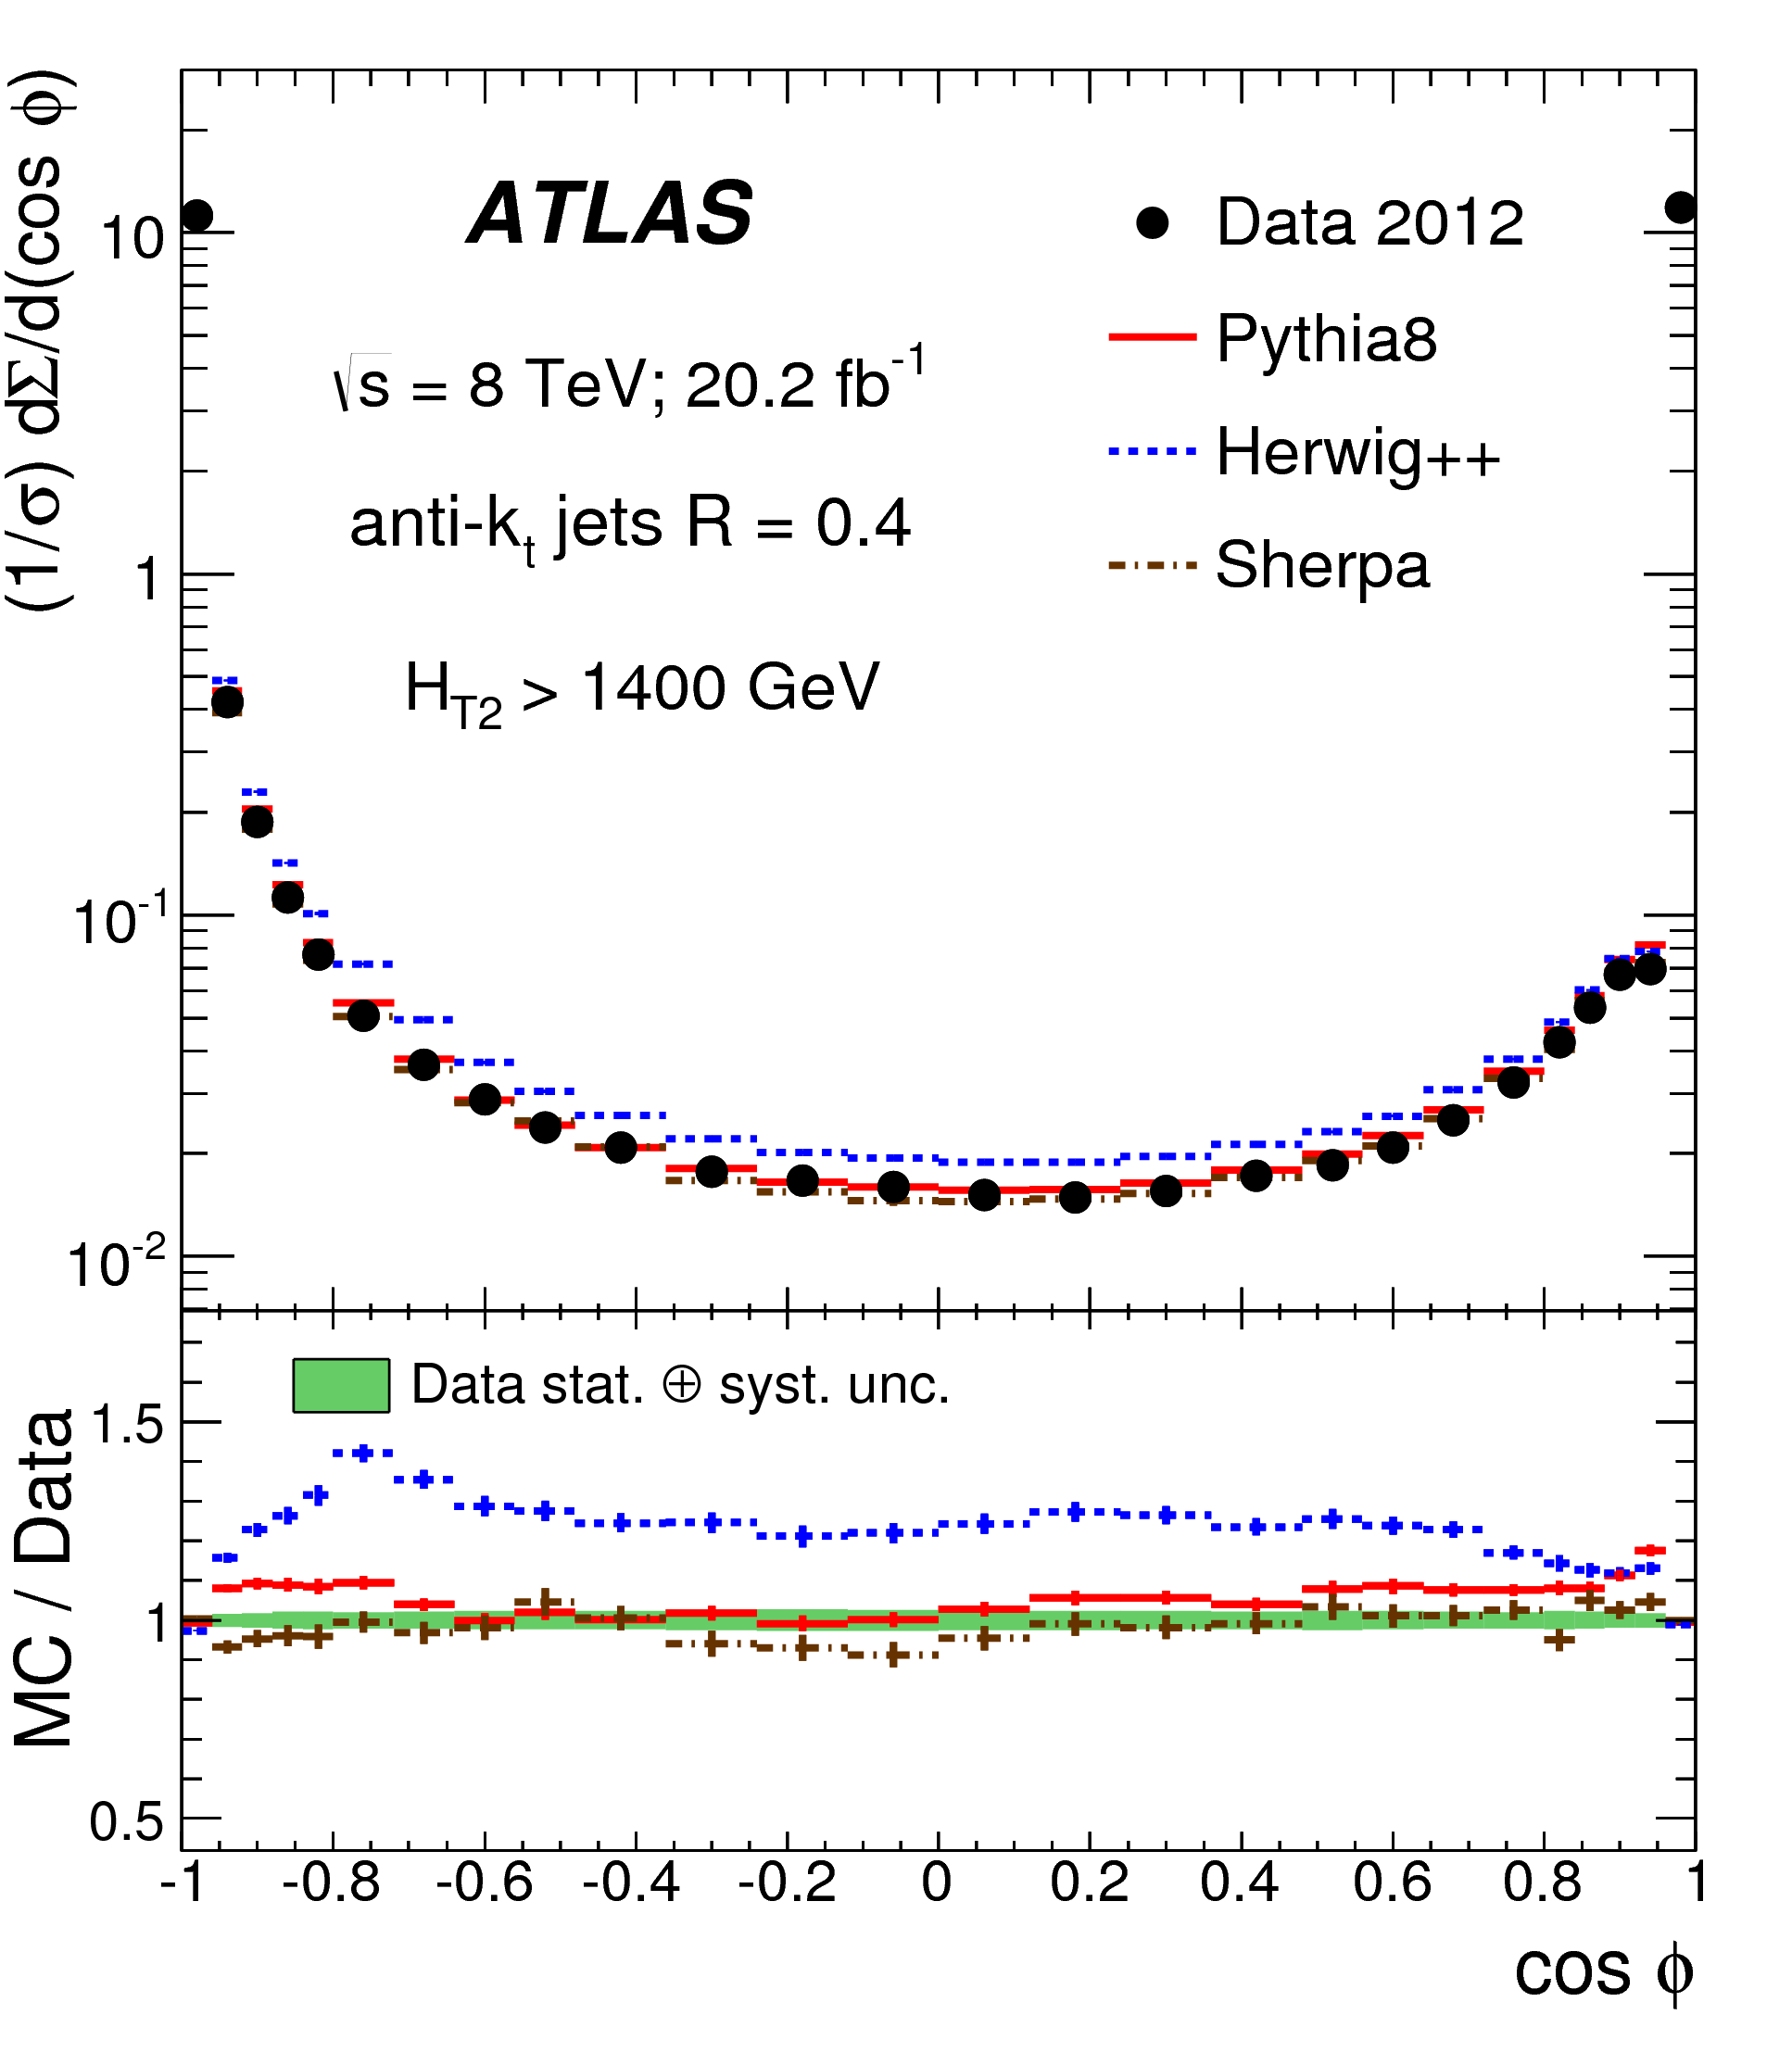 (1/σ) dΣ/d(cos ϕ)
10
1
10⁻¹
10⁻²
ATLAS
√s = 8 TeV; 20.2 fb⁻¹
anti-kₜ jets R = 0.4
H_T2 > 1400 GeV
Data 2012
Pythia8
Herwig++
Sherpa
MC / Data
1.5
1
0.5
Data stat. ⊕ syst. unc.
-1 -0.8 -0.6 -0.4 -0.2 0 0.2 0.4 0.6 0.8 1
cos ϕ